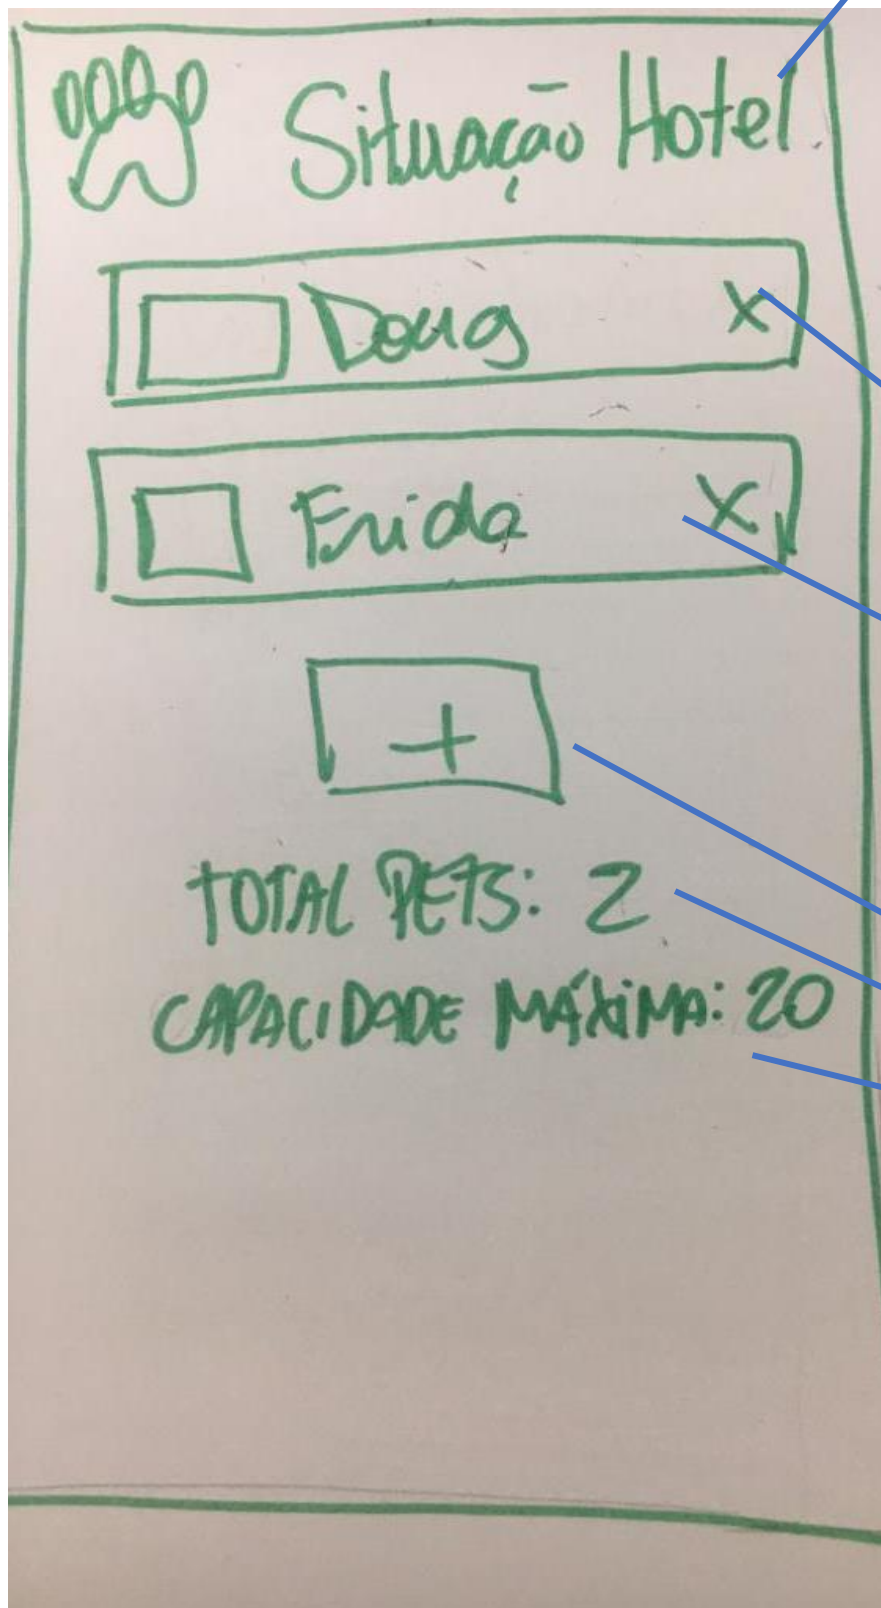 Situação Hotel
Doug X
Frida X
+
TOTAL PETS: 2
CAPACIDADE MÁXIMA: 20